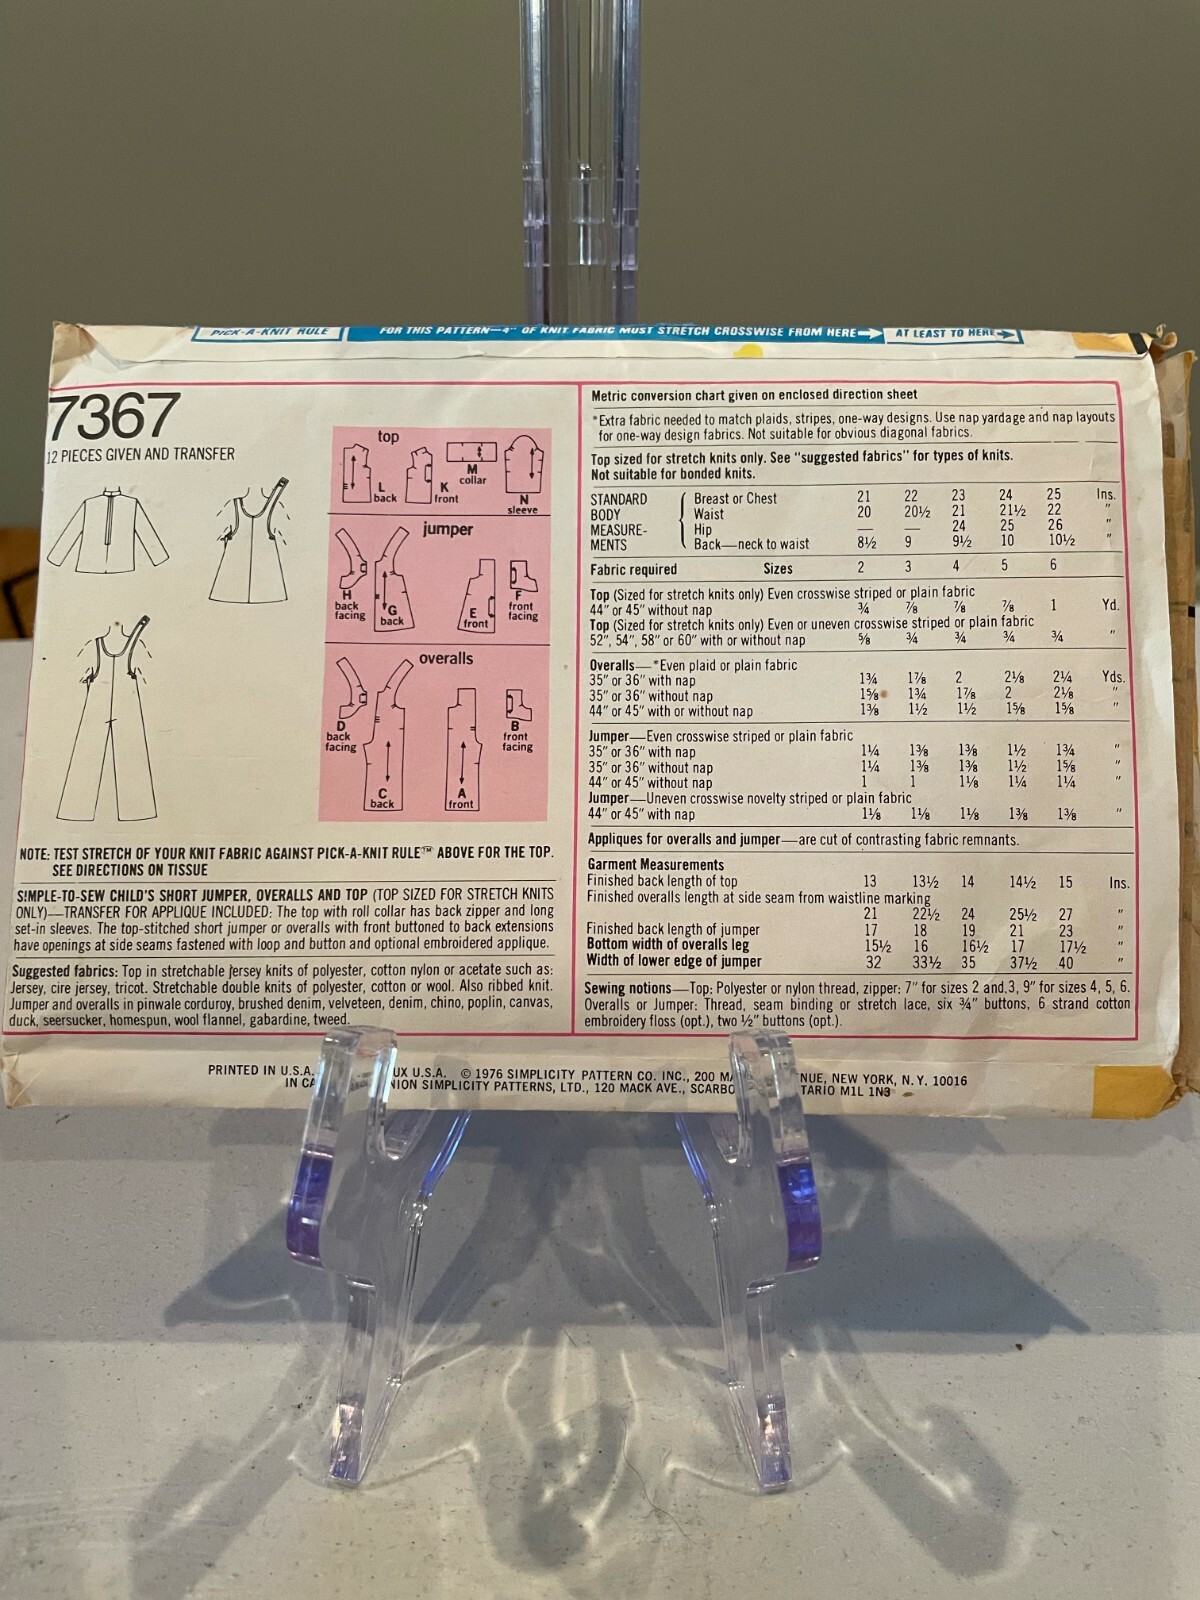 PICK-A-KNIT RULE
FOR THIS PATTERN—4" OF KNIT FABRIC MUST STRETCH CROSSWISE FROM HERE
AT LEAST TO HERE
7367
12 PIECES GIVEN AND TRANSFER
top
L
back
K
front
M
collar
N
sleeve
jumper
H
back
facing
G
back
E
front
F
front
facing
overalls
D
back
facing
C
back
A
front
B
front
facing
NOTE: TEST STRETCH OF YOUR KNIT FABRIC AGAINST PICK-A-KNIT RULE™ ABOVE FOR THE TOP.
SEE DIRECTIONS ON TISSUE
SIMPLE-TO-SEW CHILD'S SHORT JUMPER, OVERALLS AND TOP (TOP SIZED FOR STRETCH KNITS
ONLY)—TRANSFER FOR APPLIQUE INCLUDED: The top with roll collar has back zipper and long
set-in sleeves. The top-stitched short jumper or overalls with front buttoned to back extensions
have openings at side seams fastened with loop and button and optional embroidered applique.
Suggested fabrics: Top in stretchable jersey knits of polyester, cotton nylon or acetate such as:
Jersey, cire jersey, tricot. Stretchable double knits of polyester, cotton or wool. Also ribbed knit.
Jumper and overalls in pinwale corduroy, brushed denim, velveteen, denim, chino, poplin, canvas,
duck, seersucker, homespun, wool flannel, gabardine, tweed.
Metric conversion chart given on enclosed direction sheet
*Extra fabric needed to match plaids, stripes, one-way designs. Use nap yardage and nap layouts
for one-way design fabrics. Not suitable for obvious diagonal fabrics.
Top sized for stretch knits only. See "suggested fabrics" for types of knits.
Not suitable for bonded knits.
STANDARD Breast or Chest 21 22 23 24 25 Ins.
BODY Waist 20 20½ 21 21½ 22 "
MEASURE- Hip — — 24 25 26 "
MENTS Back—neck to waist 8½ 9 9½ 10 10½ "
Fabric required Sizes 2 3 4 5 6
Top (Sized for stretch knits only) Even crosswise striped or plain fabric
44" or 45" without nap ¾ ⅞ ⅞ ⅞ 1 Yd.
Top (Sized for stretch knits only) Even or uneven crosswise striped or plain fabric
52", 54", 58" or 60" with or without nap ⅝ ¾ ¾ ¾ ¾ "
Overalls—*Even plaid or plain fabric
35" or 36" with nap 1¾ 1⅞ 2 2⅛ 2¼ Yds.
35" or 36" without nap 1⅝ 1¾ 1⅞ 2 2⅛ "
44" or 45" with or without nap 1⅜ 1½ 1½ 1⅝ 1⅝ "
Jumper—Even crosswise striped or plain fabric
35" or 36" with nap 1¼ 1⅜ 1⅜ 1½ 1¾ "
35" or 36" without nap 1¼ 1⅜ 1⅜ 1½ 1⅝ "
44" or 45" without nap 1 1 1⅛ 1¼ 1¼ "
Jumper—Uneven crosswise novelty striped or plain fabric
44" or 45" with nap 1⅛ 1⅛ 1⅛ 1⅜ 1⅜ "
Appliques for overalls and jumper—are cut of contrasting fabric remnants.
Garment Measurements
Finished back length of top 13 13½ 14 14½ 15 Ins.
Finished overalls length at side seam from waistline marking
21 22½ 24 25½ 27 "
Finished back length of jumper 17 18 19 21 23 "
Bottom width of overalls leg 15½ 16 16½ 17 17½ "
Width of lower edge of jumper 32 33½ 35 37½ 40 "
Sewing notions—Top: Polyester or nylon thread, zipper: 7" for sizes 2 and 3, 9" for sizes 4, 5, 6.
Overalls or Jumper: Thread, seam binding or stretch lace, six ¾" buttons, 6 strand cotton
embroidery floss (opt.), two ½" buttons (opt.).
PRINTED IN U.S.A. UX U.S.A. © 1976 SIMPLICITY PATTERN CO. INC., 200 MA NUE, NEW YORK, N.Y. 10016
IN CA NION SIMPLICITY PATTERNS, LTD., 120 MACK AVE., SCARBO TARIO M1L 1N3